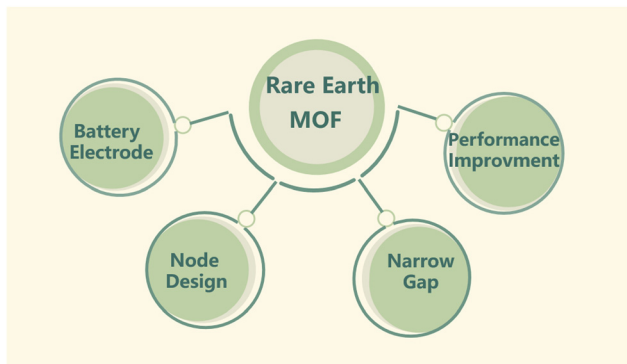 Rare Earth
MOF
Battery
Electrode
Node
Design
Narrow
Gap
Performance
Improvment